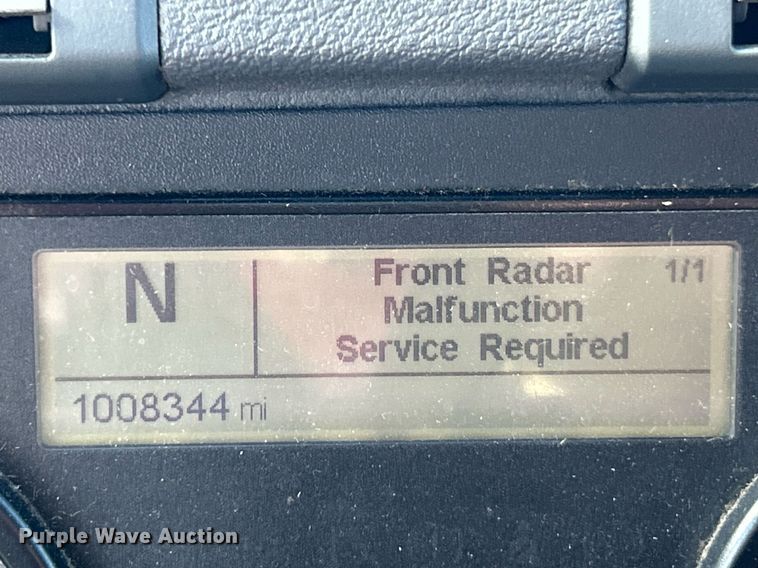 N
Front Radar 1/1
Malfunction
Service Required
1008344 mi
Purple Wave Auction